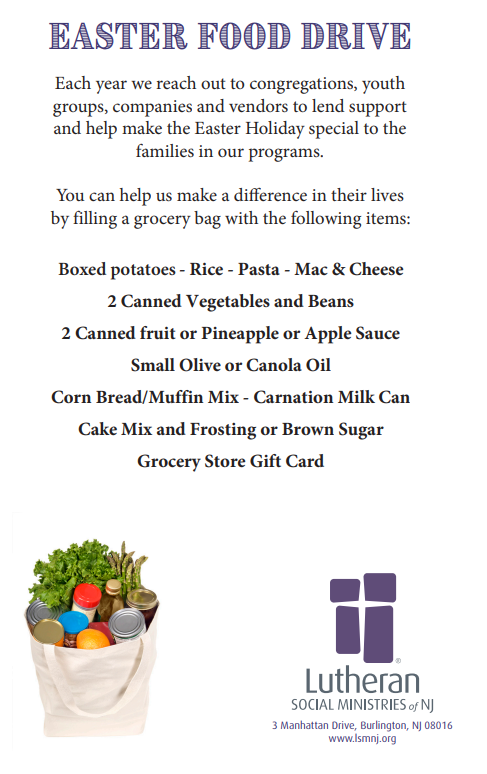 EASTER FOOD DRIVE
Each year we reach out to congregations, youth
groups, companies and vendors to lend support
and help make the Easter Holiday special to the
families in our programs.
You can help us make a difference in their lives
by filling a grocery bag with the following items:
Boxed potatoes - Rice - Pasta - Mac & Cheese
2 Canned Vegetables and Beans
2 Canned fruit or Pineapple or Apple Sauce
Small Olive or Canola Oil
Corn Bread/Muffin Mix - Carnation Milk Can
Cake Mix and Frosting or Brown Sugar
Grocery Store Gift Card
®
Lutheran
SOCIAL MINISTRIES of NJ
3 Manhattan Drive, Burlington, NJ 08016
www.lsmnj.org